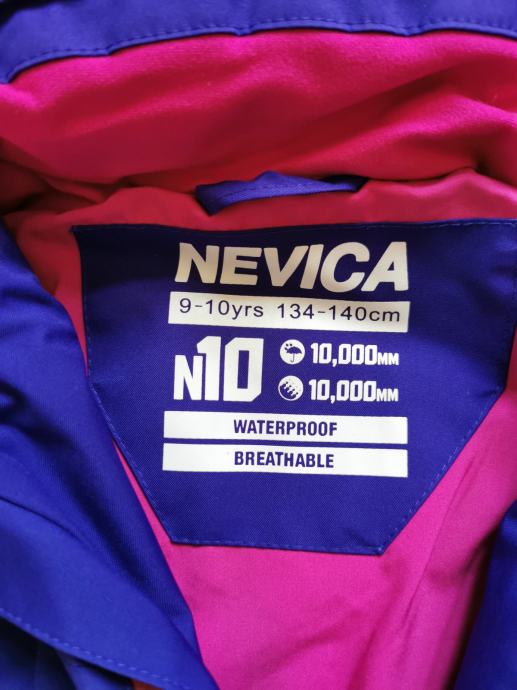 NEVICA
9-10yrs 134-140cm
N10
10,000MM
10,000MM
WATERPROOF
BREATHABLE